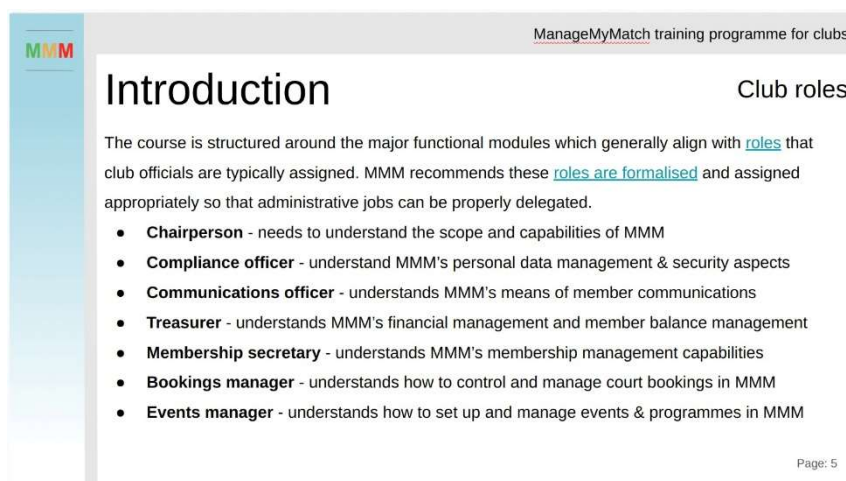 MMM
ManageMyMatch training programme for clubs
Introduction
Club roles
The course is structured around the major functional modules which generally align with roles that
club officials are typically assigned. MMM recommends these roles are formalised and assigned
appropriately so that administrative jobs can be properly delegated.
● Chairperson - needs to understand the scope and capabilities of MMM
● Compliance officer - understand MMM’s personal data management & security aspects
● Communications officer - understands MMM’s means of member communications
● Treasurer - understands MMM’s financial management and member balance management
● Membership secretary - understands MMM’s membership management capabilities
● Bookings manager - understands how to control and manage court bookings in MMM
● Events manager - understands how to set up and manage events & programmes in MMM
Page: 5